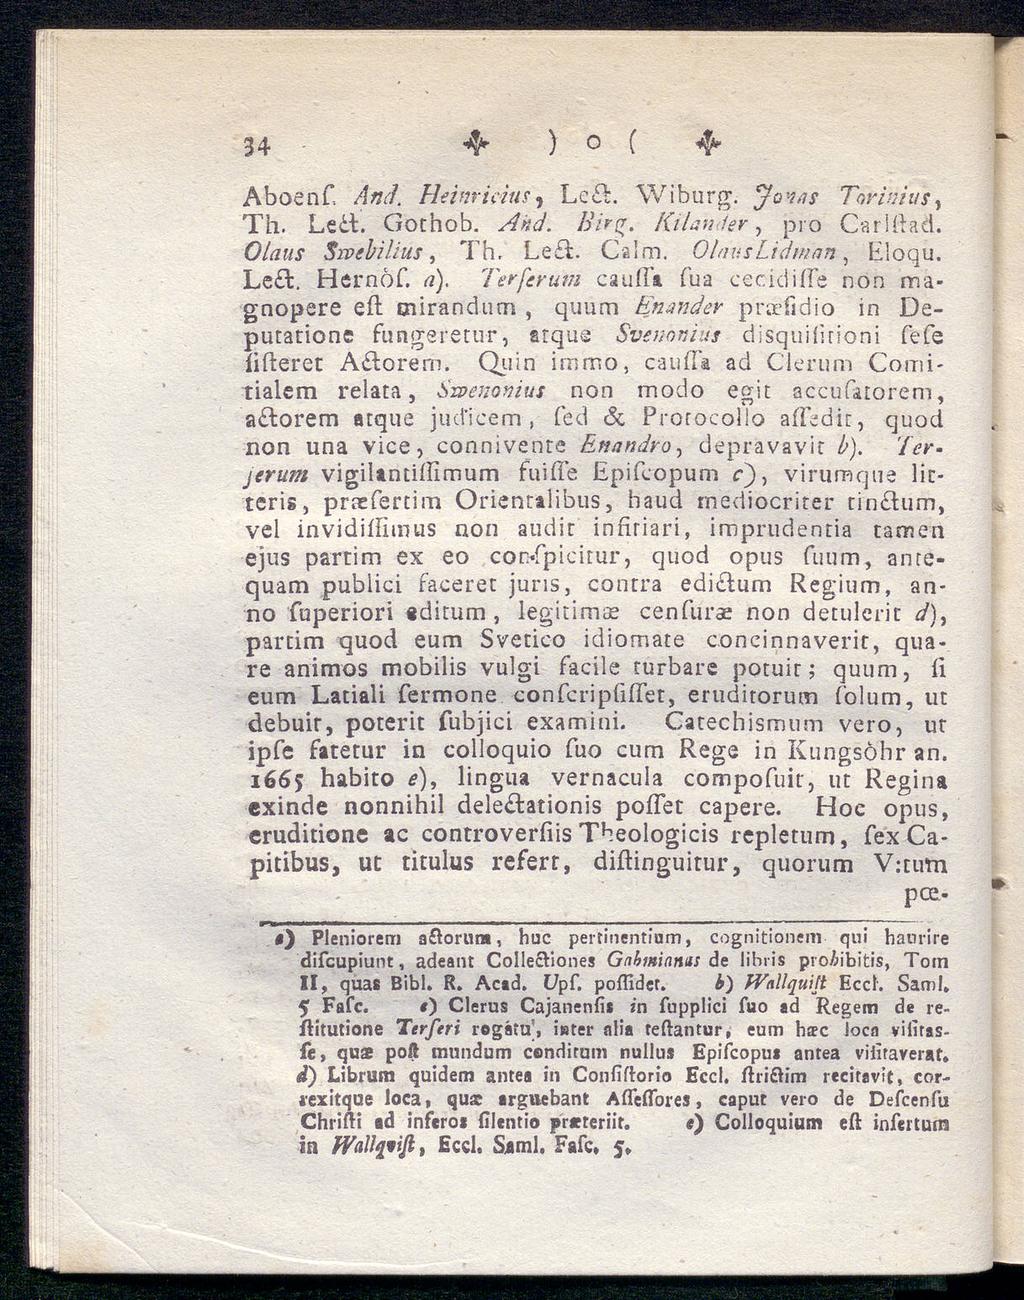 34 ) o (
Aboenſ. And. Heinricius, Lect. Wiburg. Jonas Torinius,
Th. Lect. Gothob. And. Birg. Kilander, pro Carlſtad.
Olaus Swebilius, Th. Lect. Calm. Olaus Lidman, Eloqu.
Lect. Hernöſ. a). Terſerum cauſſa ſua cecidiſſe non ma-
gnopere eſt mirandum, quum Enander præſidio in De-
putatione fungeretur, atque Svenonius disquiſitioni ſeſe
ſiſteret Actorem. Quin immo, cauſſa ad Clerum Comi-
tialem relata, Swenonius non modo egit accuſatorem,
actorem atque judicem, ſed & Protocollo aſſedit, quod
non una vice, connivente Enandro, depravavit b). Ter-
ſerum vigilantiſſimum fuiſſe Epiſcopum c), virumque lit-
teris, præſertim Orientalibus, haud mediocriter tinctum,
vel invidiſſimus non audit infitiari, imprudentia tamen
ejus partim ex eo conſpicitur, quod opus ſuum, ante-
quam publici faceret juris, contra edictum Regium, an-
no ſuperiori editum, legitimæ cenſuræ non detulerit d),
partim quod eum Svetico idiomate concinnaverit, qua-
re animos mobilis vulgi facile turbare potuit; quum, ſi
eum Latiali ſermone conſcripſiſſet, eruditorum ſolum, ut
debuit, poterit ſubjici examini. Catechismum vero, ut
ipſe fatetur in colloquio ſuo cum Rege in Kungsöhr an.
1665 habito e), lingua vernacula compoſuit, ut Regina
exinde nonnihil delectationis poſſet capere. Hoc opus,
eruditione ac controverſiis Theologicis repletum, ſex Ca-
pitibus, ut titulus refert, diſtinguitur, quorum V:tum
pœ-
a) Pleniorem actorum, huc pertinentium, cognitionem qui haurire
diſcupiunt, adeant Collectiones Gahmianas de libris prohibitis, Tom
II, quas Bibl. R. Acad. Upſ. poſſidet. b) Wallquiſt Eccl. Saml.
5 Faſc. c) Clerus Cajanenſis in ſupplici ſuo ad Regem de re-
ſtitutione Terſeri rogatu, inter alia teſtantur, eum hæc loca viſitas-
ſe, quæ poſt mundum conditum nullus Epiſcopus antea viſitaverat.
d) Librum quidem antea in Conſiſtorio Eccl. ſtrictim recitavit, cor-
rexitque loca, quæ arguebant Aſſeſſores, caput vero de Deſcenſu
Chriſti ad inferos ſilentio præteriit. e) Colloquium eſt inſertum
in Wallqviſt, Eccl. Saml. Faſc. 5.